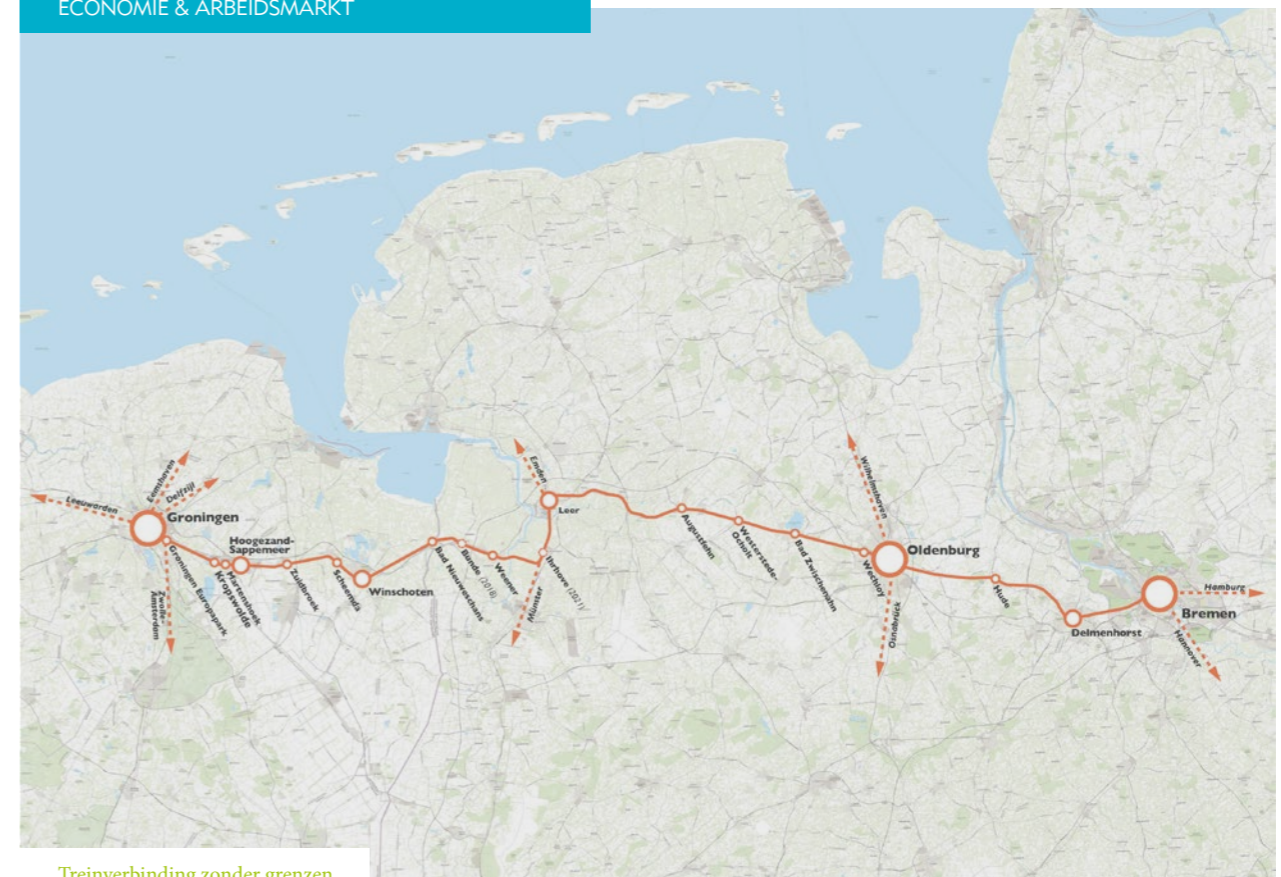 ECONOMIE & ARBEIDSMARKT
Leeuwarden
Eemshaven
Delfzijl
Groningen
Zwolle-
Amsterdam
Groningen Europapark
Kropswolde
Martenshoek
Hoogezand-
Sappemeer
Zuidbroek
Scheemda
Winschoten
Bad Nieuweschans
Bunde (2018)
Weener
Ihrhove (2021)
Münster
Emden
Leer
Augustfehn
Westerstede-
Ocholt
Bad Zwischenahn
Wechloy
Wilhelmshaven
Oldenburg
Osnabrück
Hude
Delmenhorst
Bremen
Hamburg
Hannover
Treinverbinding zonder grenzen